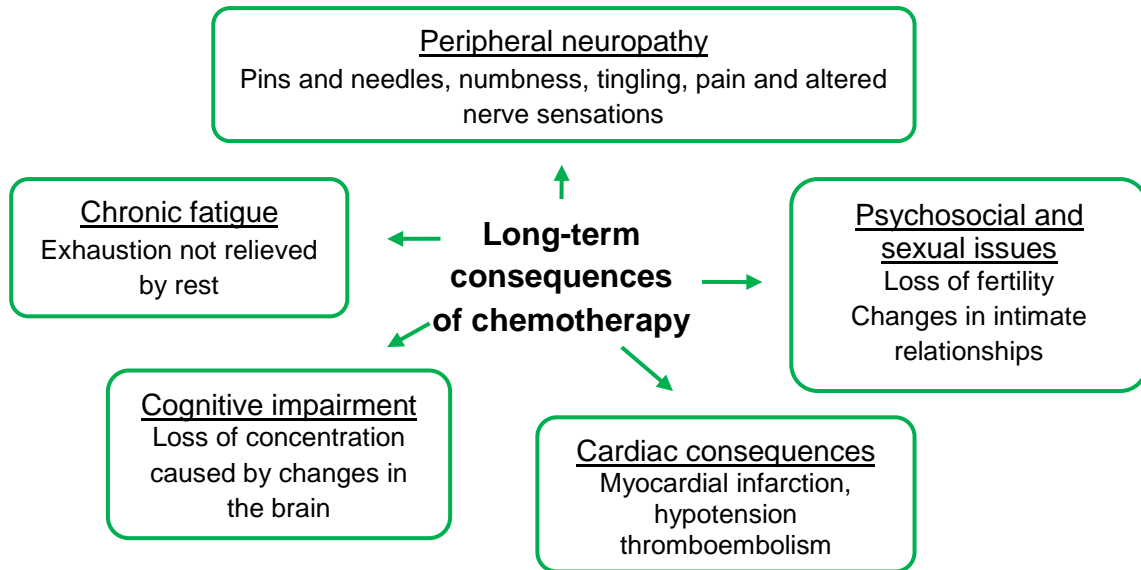 Peripheral neuropathy
Pins and needles, numbness, tingling, pain and altered
nerve sensations
Chronic fatigue
Exhaustion not relieved
by rest
Long-term
consequences
of chemotherapy
Psychosocial and
sexual issues
Loss of fertility
Changes in intimate
relationships
Cognitive impairment
Loss of concentration
caused by changes in
the brain
Cardiac consequences
Myocardial infarction,
hypotension
thromboembolism